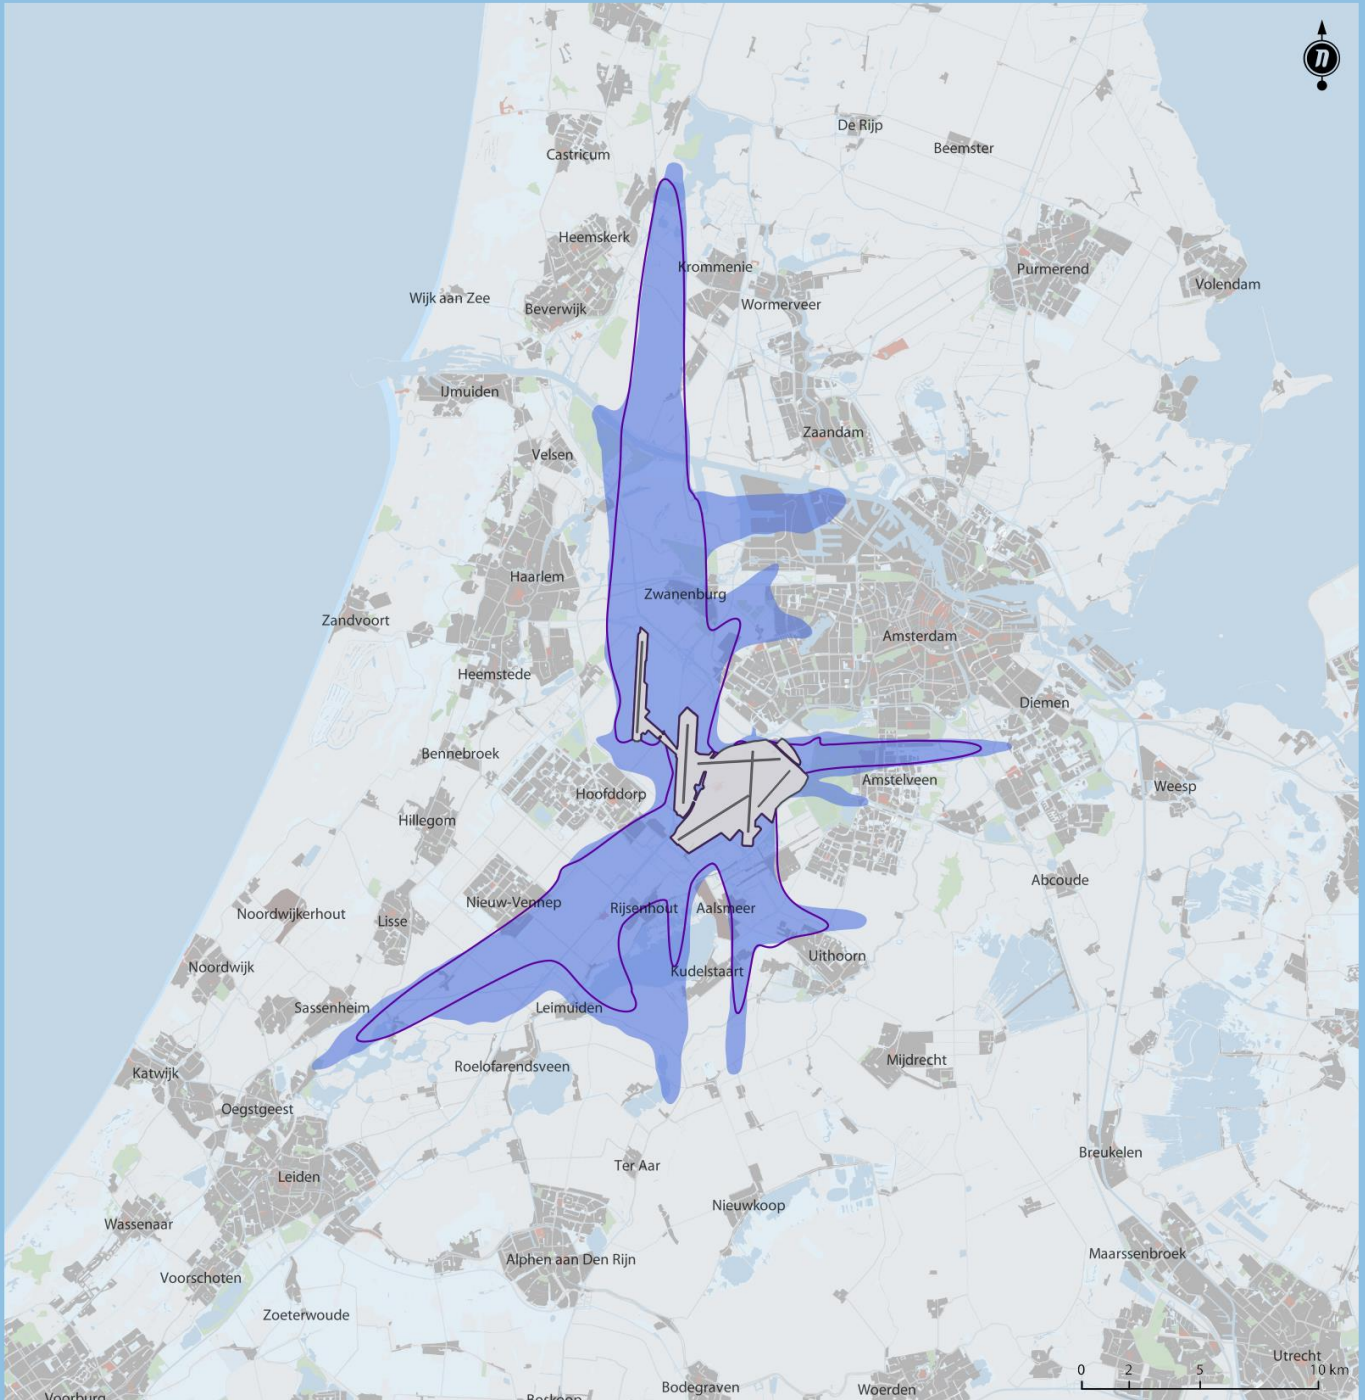 n
De Rijp
Beemster
Castricum
Heemskerk
Krommenie
Purmerend
Volendam
Wijk aan Zee
Wormerveer
Beverwijk
IJmuiden
Zaandam
Velsen
Haarlem
Zwanenburg
Zandvoort
Amsterdam
Heemstede
Diemen
Bennebroek
Amstelveen
Weesp
Hoofddorp
Hillegom
Abcoude
Nieuw-Vennep
Rijsenhout
Aalsmeer
Noordwijkerhout
Lisse
Uithoorn
Noordwijk
Kudelstaart
Sassenheim
Leimuiden
Mijdrecht
Roelofarendsveen
Katwijk
Oegstgeest
Breukelen
Ter Aar
Leiden
Nieuwkoop
Wassenaar
Maarssenbroek
Alphen aan Den Rijn
Voorschoten
Zoeterwoude
Utrecht
0 2 5 10 km
Bodegraven
Woerden
Voorburg
Boskoop